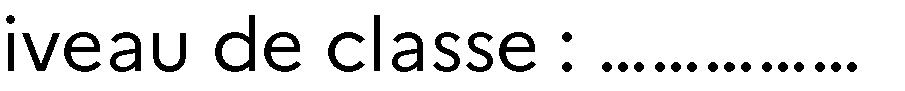 iveau de classe : ……………